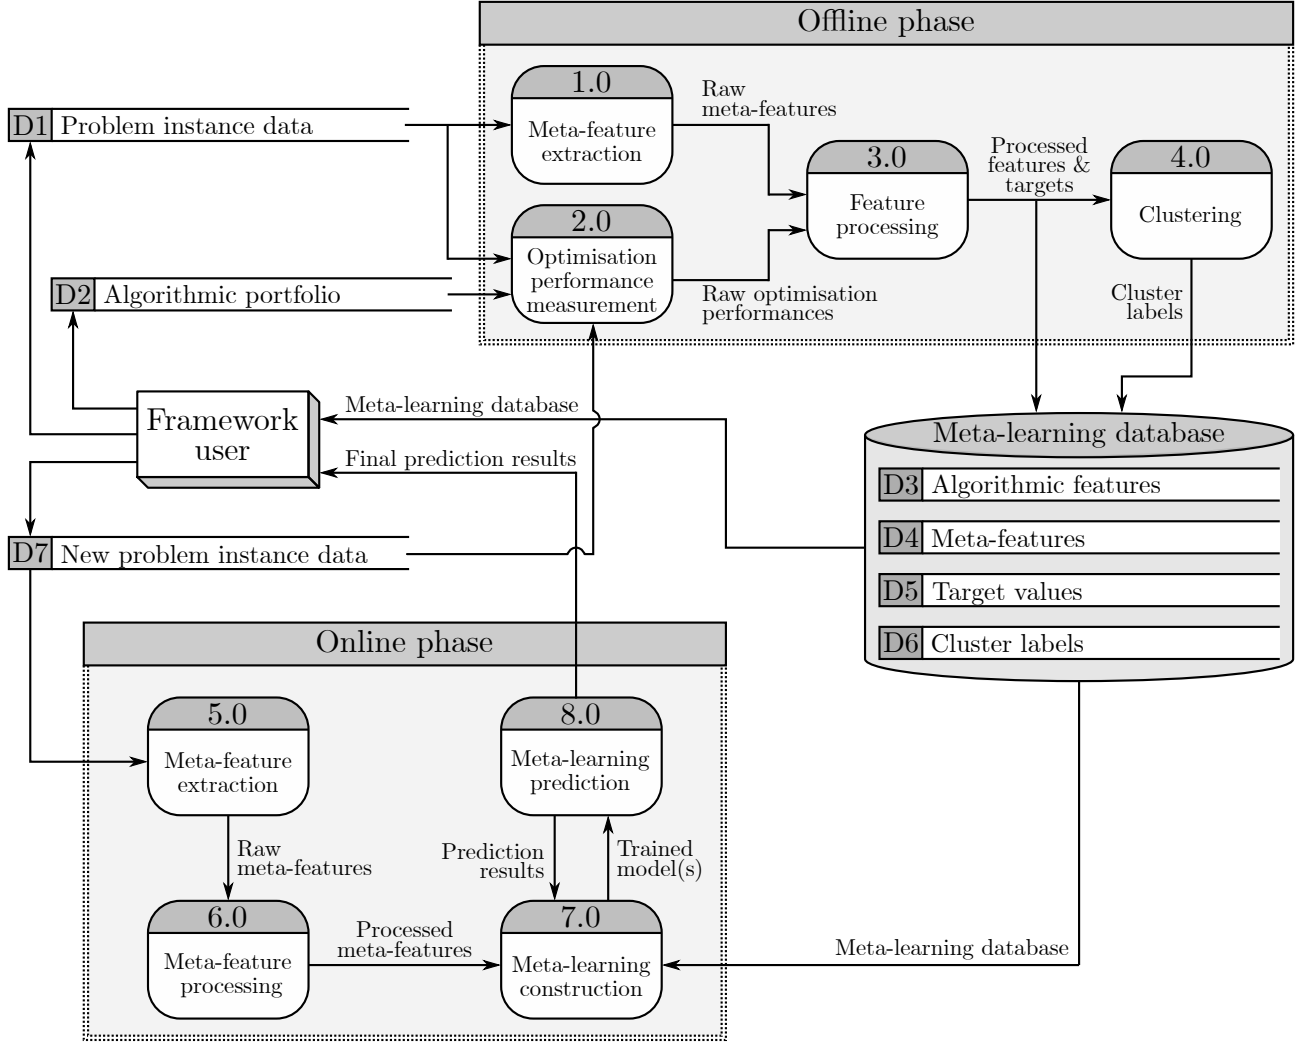 Offline phase
1.0
Meta-feature
extraction
Raw
meta-features
D1
Problem instance data
3.0
Feature
processing
Processed
features &
targets
4.0
Clustering
2.0
Optimisation
performance
measurement
D2
Algorithmic portfolio
Raw optimisation
performances
Cluster
labels
Framework
user
Meta-learning database
Final prediction results
Meta-learning database
D3
Algorithmic features
D4
Meta-features
D5
Target values
D6
Cluster labels
D7
New problem instance data
Online phase
5.0
Meta-feature
extraction
8.0
Meta-learning
prediction
Raw
meta-features
Prediction
results
Trained
model(s)
6.0
Meta-feature
processing
Processed
meta-features
7.0
Meta-learning
construction
Meta-learning database